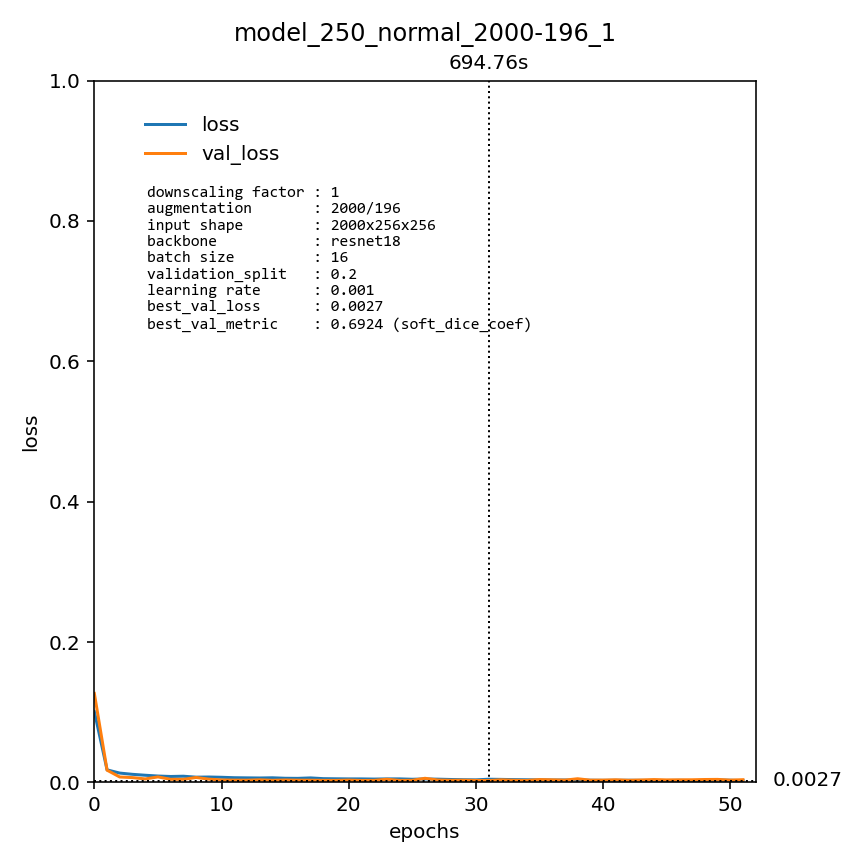 model_250_normal_2000-196_1
694.76s
1.0
loss
val_loss
downscaling factor : 1
augmentation : 2000/196
input shape : 2000x256x256
backbone : resnet18
batch size : 16
validation_split : 0.2
learning rate : 0.001
best_val_loss : 0.0027
best_val_metric : 0.6924 (soft_dice_coef)
0.8
0.6
loss
0.4
0.2
0.0
0.0027
0 10 20 30 40 50
epochs